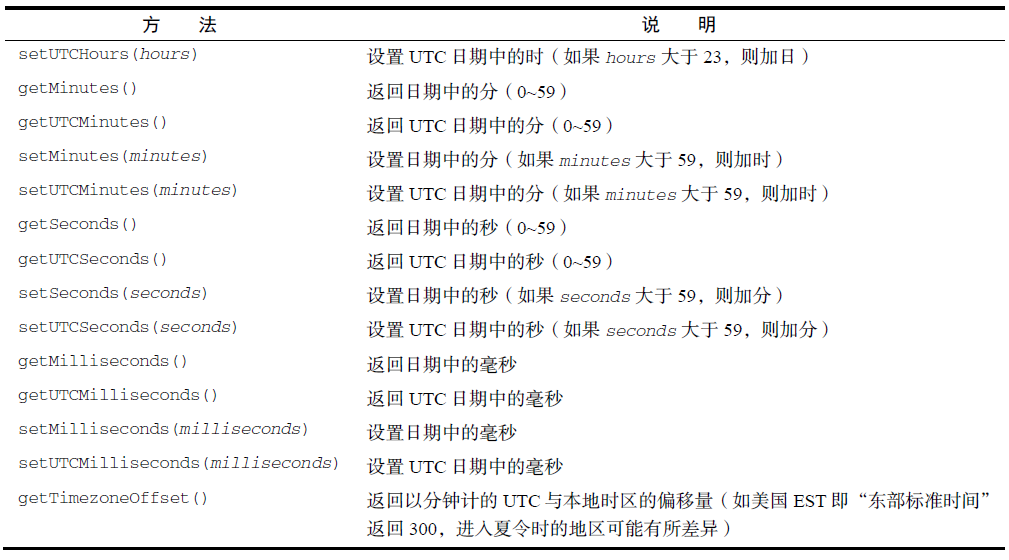 方 法 说 明
setUTCHours(hours) 设置 UTC 日期中的时（如果 hours 大于 23，则加日）
getMinutes() 返回日期中的分（0~59）
getUTCMinutes() 返回 UTC 日期中的分（0~59）
setMinutes(minutes) 设置日期中的分（如果 minutes 大于 59，则加时）
setUTCMinutes(minutes) 设置 UTC 日期中的分（如果 minutes 大于 59，则加时）
getSeconds() 返回日期中的秒（0~59）
getUTCSeconds() 返回 UTC 日期中的秒（0~59）
setSeconds(seconds) 设置日期中的秒（如果 seconds 大于 59，则加分）
setUTCSeconds(seconds) 设置 UTC 日期中的秒（如果 seconds 大于 59，则加分）
getMilliseconds() 返回日期中的毫秒
getUTCMilliseconds() 返回 UTC 日期中的毫秒
setMilliseconds(milliseconds) 设置日期中的毫秒
setUTCMilliseconds(milliseconds) 设置 UTC 日期中的毫秒
getTimezoneOffset() 返回以分钟计的 UTC 与本地时区的偏移量（如美国 EST 即“东部标准时间”
返回 300，进入夏令时的地区可能有所差异）